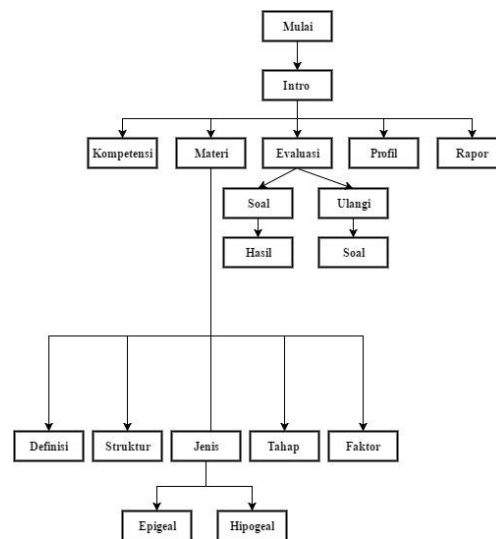 Mulai
Intro
Kompetensi
Materi
Evaluasi
Profil
Rapor
Soal
Ulangi
Hasil
Soal
Definisi
Struktur
Jenis
Tahap
Faktor
Epigeal
Hipogeal